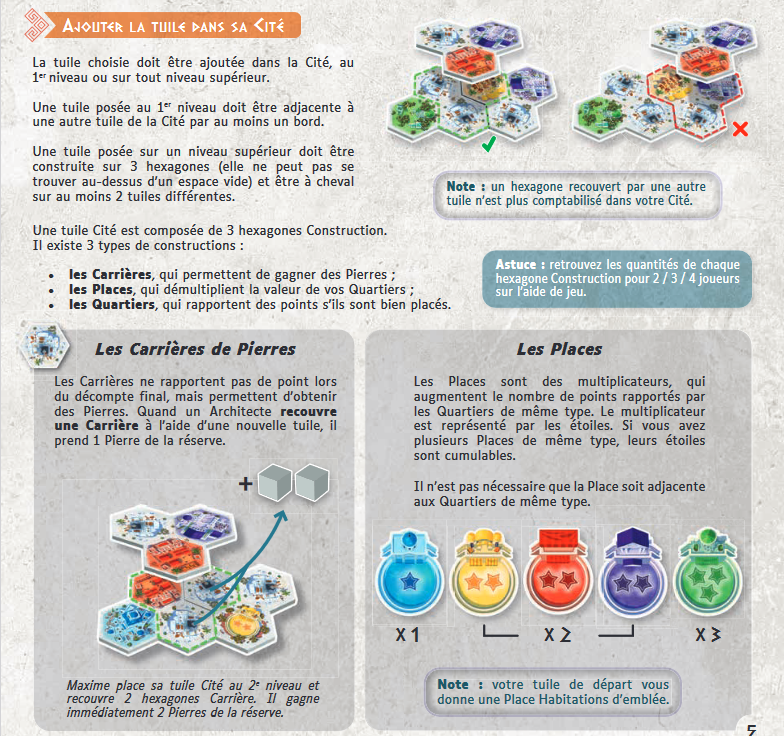 Ajouter la tuile dans sa Cité
La tuile choisie doit être ajoutée dans la Cité, au
1er niveau ou sur tout niveau supérieur.
Une tuile posée au 1er niveau doit être adjacente à
une autre tuile de la Cité par au moins un bord.
Une tuile posée sur un niveau supérieur doit être
construite sur 3 hexagones (elle ne peut pas se
trouver au-dessus d'un espace vide) et être à cheval
sur au moins 2 tuiles différentes.
Note : un hexagone recouvert par une autre
tuile n'est plus comptabilisé dans votre Cité.
Une tuile Cité est composée de 3 hexagones Construction.
Il existe 3 types de constructions :
• les Carrières, qui permettent de gagner des Pierres ;
• les Places, qui démultiplient la valeur de vos Quartiers ;
• les Quartiers, qui rapportent des points s'ils sont bien placés.
Astuce : retrouvez les quantités de chaque
hexagone Construction pour 2 / 3 / 4 joueurs
sur l'aide de jeu.
Les Carrières de Pierres
Les Carrières ne rapportent pas de point lors
du décompte final, mais permettent d'obtenir
des Pierres. Quand un Architecte recouvre
une Carrière à l'aide d'une nouvelle tuile, il
prend 1 Pierre de la réserve.
+
Maxime place sa tuile Cité au 2e niveau et
recouvre 2 hexagones Carrière. Il gagne
immédiatement 2 Pierres de la réserve.
Les Places
Les Places sont des multiplicateurs, qui
augmentent le nombre de points rapportés par
les Quartiers de même type. Le multiplicateur
est représenté par les étoiles. Si vous avez
plusieurs Places de même type, leurs étoiles
sont cumulables.
Il n'est pas nécessaire que la Place soit adjacente
aux Quartiers de même type.
X 1 X 2 X 3
Note : votre tuile de départ vous
donne une Place Habitations d'emblée.
5